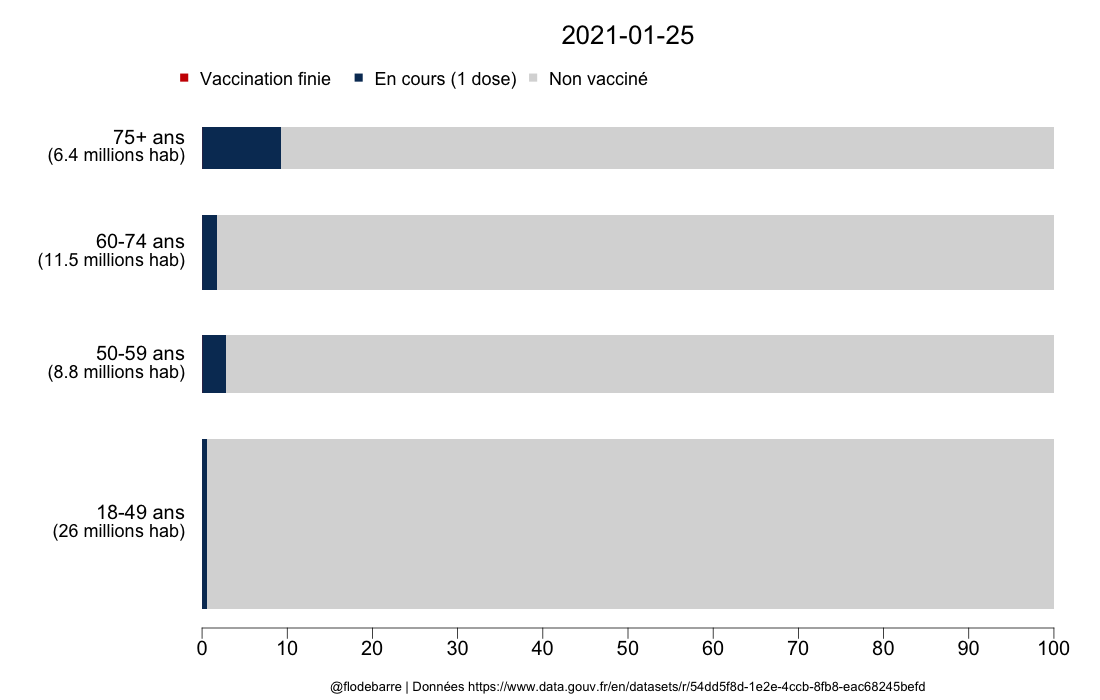 2021-01-25
Vaccination finie En cours (1 dose) Non vacciné
75+ ans
(6.4 millions hab)
60-74 ans
(11.5 millions hab)
50-59 ans
(8.8 millions hab)
18-49 ans
(26 millions hab)
0 10 20 30 40 50 60 70 80 90 100
@flodebarre | Données https://www.data.gouv.fr/en/datasets/r/54dd5f8d-1e2e-4ccb-8fb8-eac68245befd